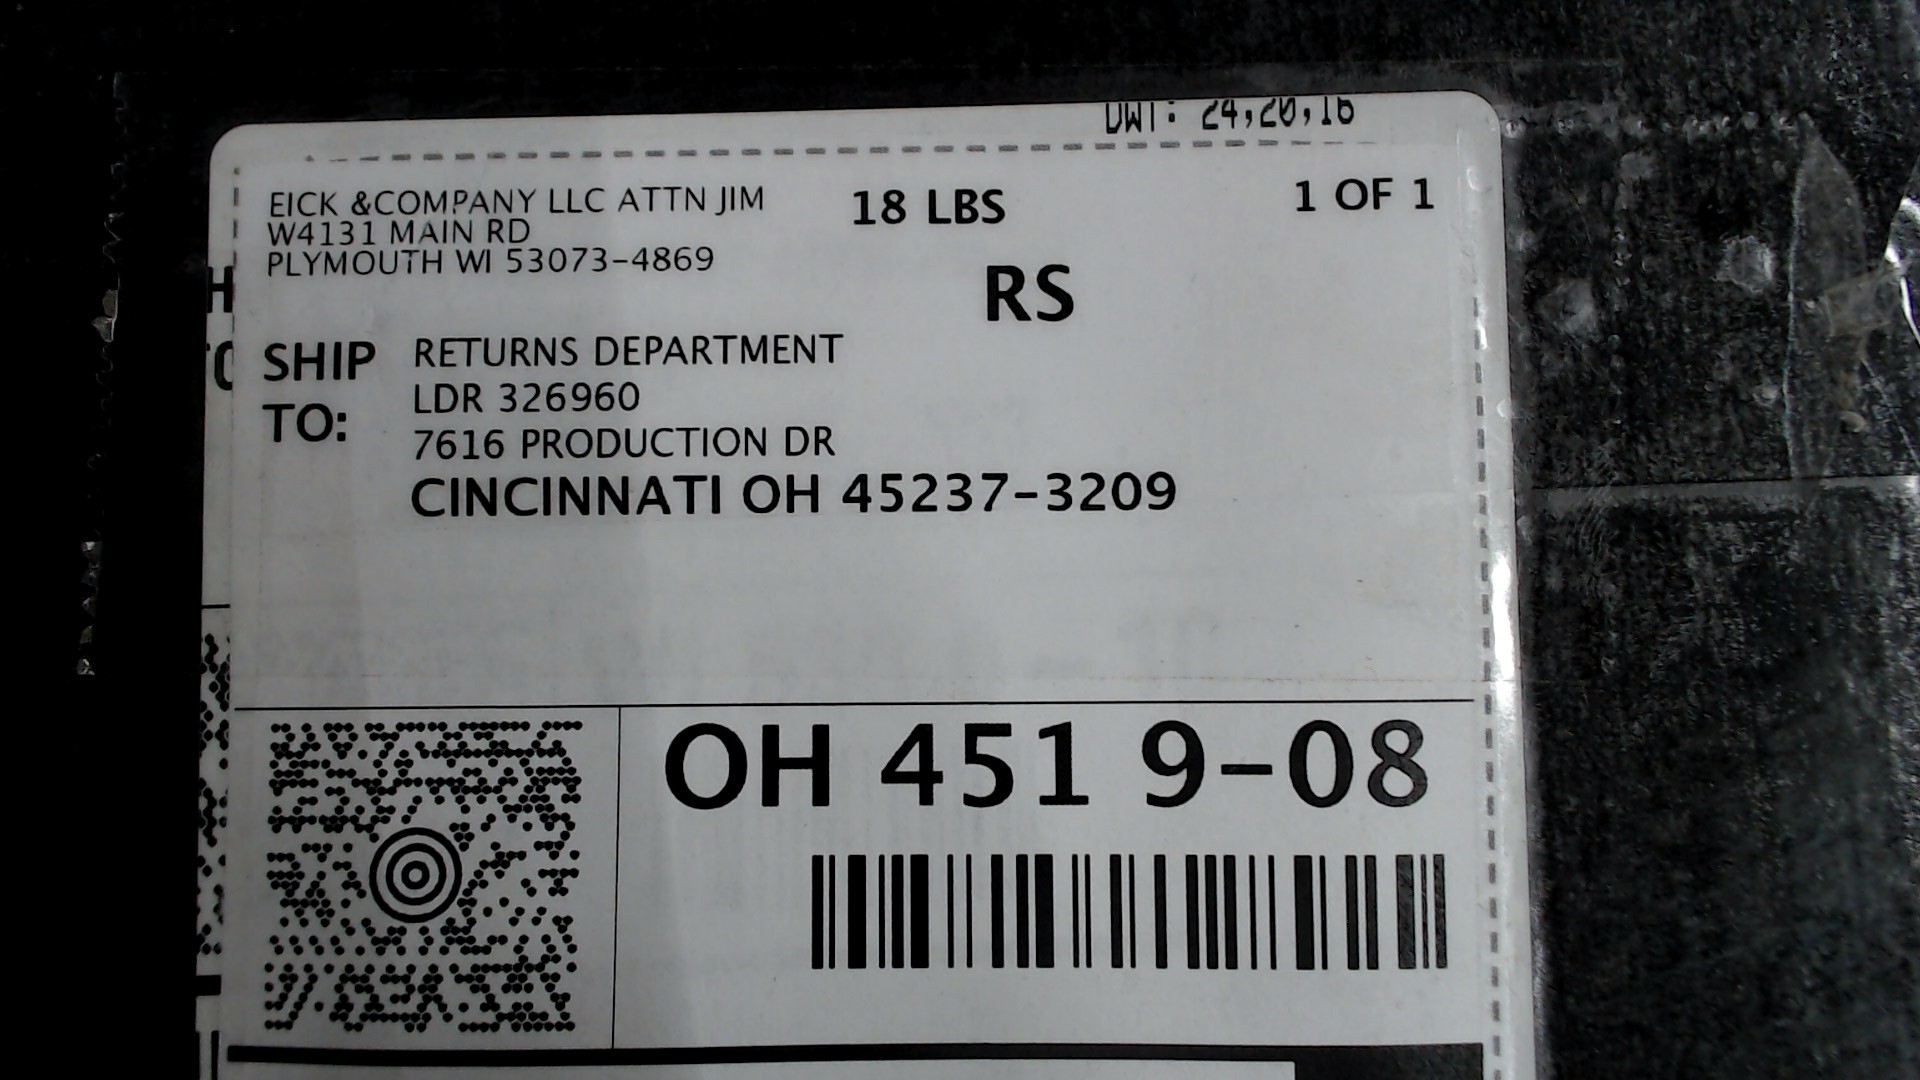 DWT: 24,20,16
EICK &COMPANY LLC ATTN JIM
W4131 MAIN RD
PLYMOUTH WI 53073-4869
18 LBS
1 OF 1
RS
SHIP TO:
RETURNS DEPARTMENT
LDR 326960
7616 PRODUCTION DR
CINCINNATI OH 45237-3209
OH 451 9-08